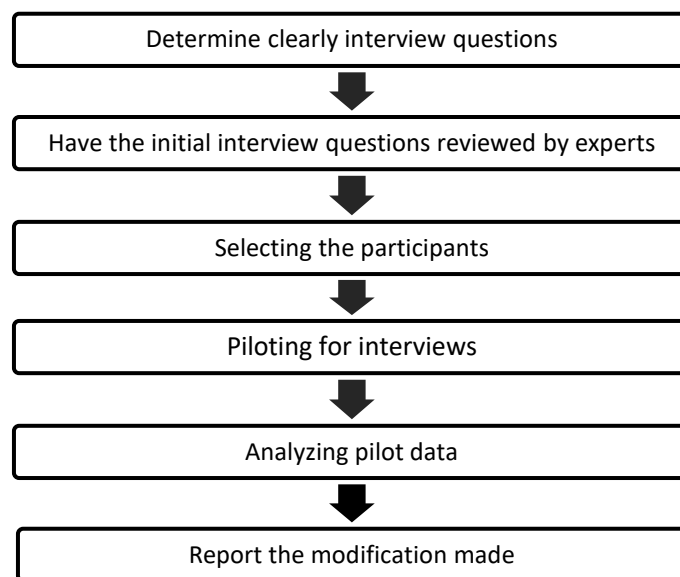 Determine clearly interview questions
Have the initial interview questions reviewed by experts
Selecting the participants
Piloting for interviews
Analyzing pilot data
Report the modification made